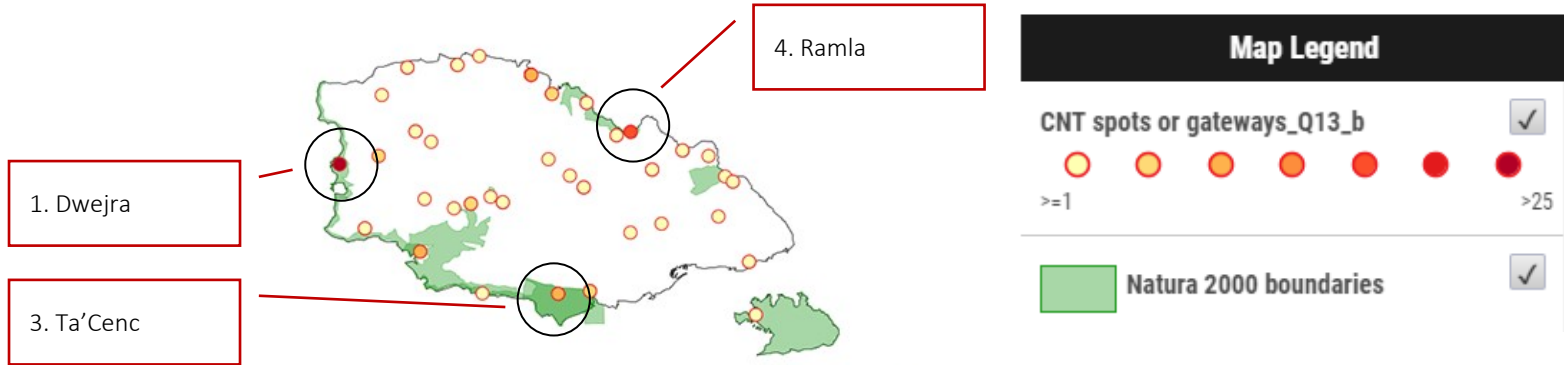 4. Ramla
1. Dwejra
3. Ta’Cenc
Map Legend
CNT spots or gateways_Q13_b
>=1 >25
Natura 2000 boundaries